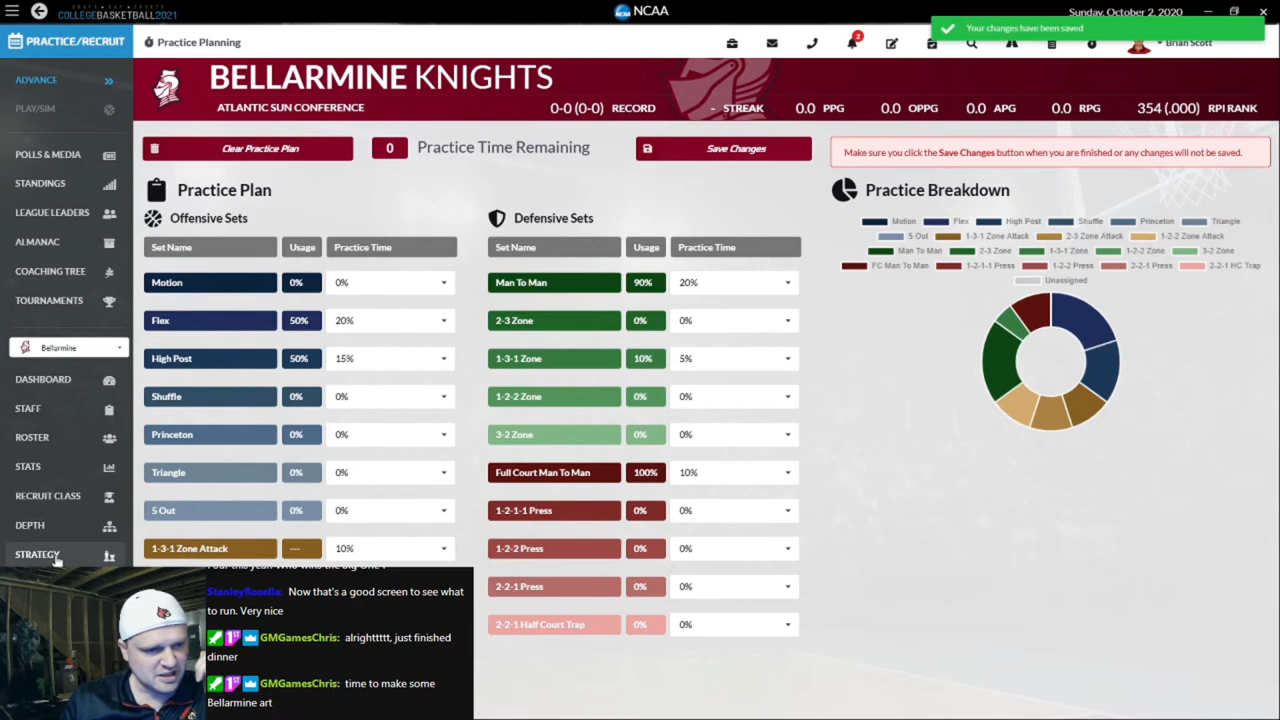 DRAFT DAY SPORTS
COLLEGEBASKETBALL2021
NCAA
Sunday, October 2, 2020
PRACTICE/RECRUIT
Practice Planning
2
Your changes have been saved
Brian Scott
ADVANCE
PLAY/SIM
POLLS & MEDIA
STANDINGS
LEAGUE LEADERS
ALMANAC
COACHING TREE
TOURNAMENTS
Bellarmine
DASHBOARD
STAFF
ROSTER
STATS
RECRUIT CLASS
DEPTH
STRATEGY
BELLARMINE KNIGHTS
ATLANTIC SUN CONFERENCE
0-0 (0-0) RECORD
- STREAK
0.0 PPG
0.0 OPPG
0.0 APG
0.0 RPG
354 (.000) RPI RANK
Clear Practice Plan
0 Practice Time Remaining
Save Changes
Make sure you click the Save Changes button when you are finished or any changes will not be saved.
Practice Plan
Offensive Sets
Set Name Usage Practice Time
Motion 0% 0%
Flex 50% 20%
High Post 50% 15%
Shuffle 0% 0%
Princeton 0% 0%
Triangle 0% 0%
5 Out 0% 0%
1-3-1 Zone Attack --- 10%
Defensive Sets
Set Name Usage Practice Time
Man To Man 90% 20%
2-3 Zone 0% 0%
1-3-1 Zone 10% 5%
1-2-2 Zone 0% 0%
3-2 Zone 0% 0%
Full Court Man To Man 100% 10%
1-2-1-1 Press 0% 0%
1-2-2 Press 0% 0%
2-2-1 Press 0% 0%
2-2-1 Half Court Trap 0% 0%
Practice Breakdown
Motion Flex High Post Shuffle Princeton Triangle
5 Out 1-3-1 Zone Attack 2-3 Zone Attack 1-2-2 Zone Attack
Man To Man 2-3 Zone 1-3-1 Zone 1-2-2 Zone 3-2 Zone
FC Man To Man 1-2-1-1 Press 1-2-2 Press 2-2-1 Press 2-2-1 HC Trap
Unassigned
Four this year? Who wins the Big One?
StanleyRosella: Now that's a good screen to see what
to run. Very nice
GMGamesChris: alrighttttt, just finished
dinner
GMGamesChris: time to make some
Bellarmine art